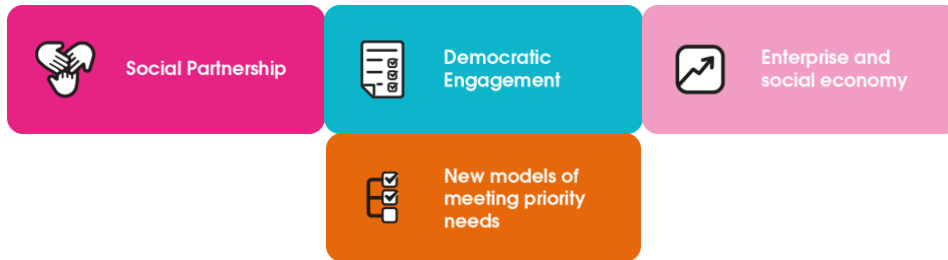 Social Partnership
Democratic
Engagement
Enterprise and
social economy
New models of
meeting priority
needs